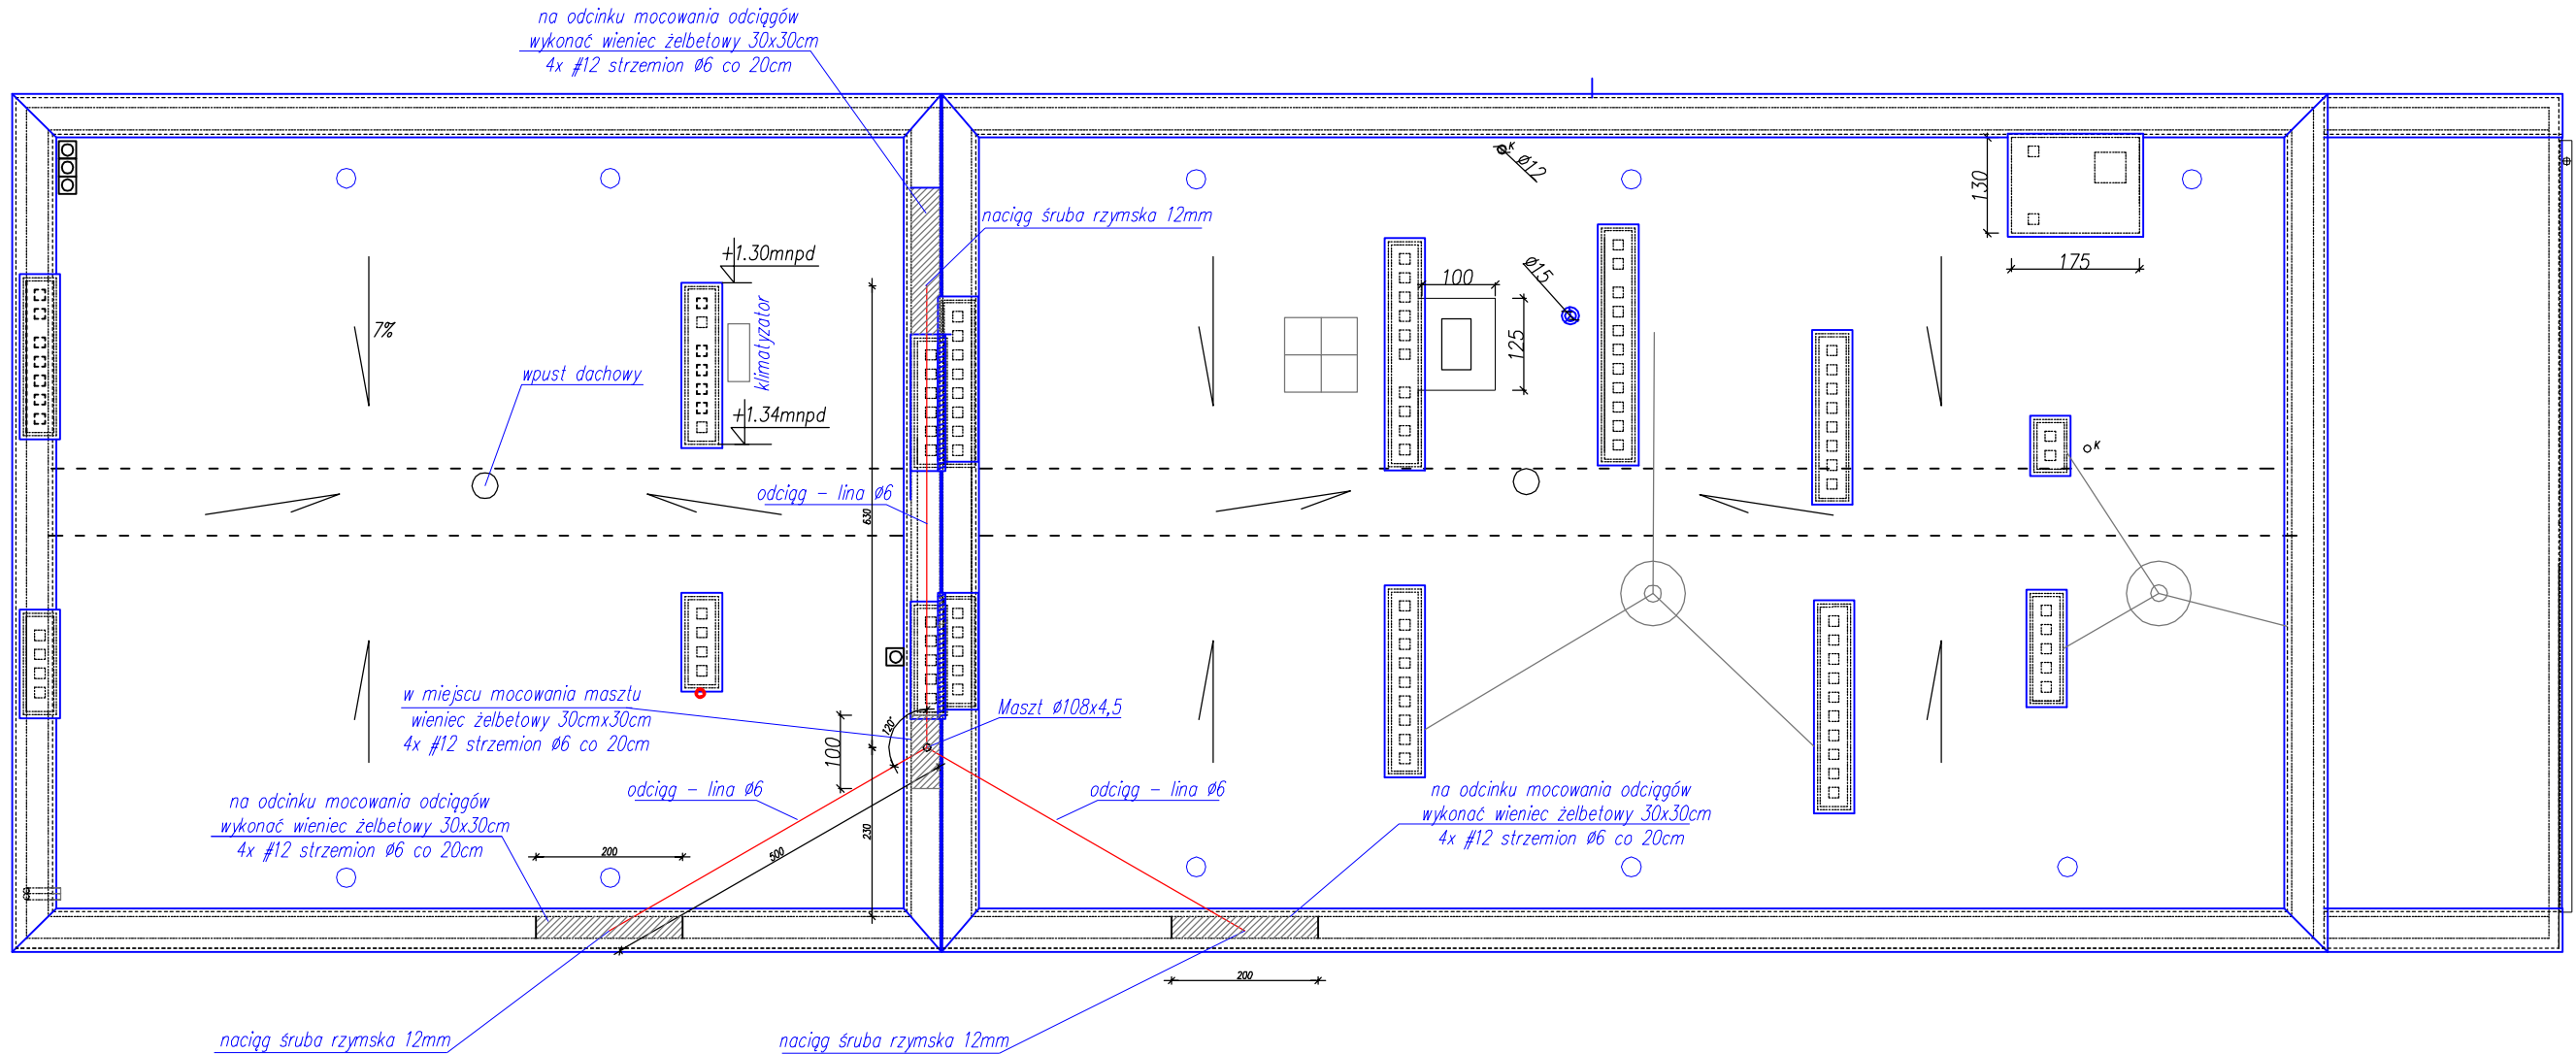 na odcinku mocowania odciągów
wykonać wieniec żelbetowy 30x30cm
4x #12 strzemion Ø6 co 20cm
K
Ø12
130
175
naciąg śruba rzymska 12mm
+1.30mnpd
klimatyzator
+1.34mnpd
7%
wpust dachowy
100
125
Ø15
K
odciąg - lina Ø6
630
w miejscu mocowania masztu
wieniec żelbetowy 30cmx30cm
4x #12 strzemion Ø6 co 20cm
Maszt Ø108x4,5
120°
100
odciąg - lina Ø6
odciąg - lina Ø6
na odcinku mocowania odciągów
wykonać wieniec żelbetowy 30x30cm
4x #12 strzemion Ø6 co 20cm
na odcinku mocowania odciągów
wykonać wieniec żelbetowy 30x30cm
4x #12 strzemion Ø6 co 20cm
230
200
500
200
naciąg śruba rzymska 12mm
naciąg śruba rzymska 12mm